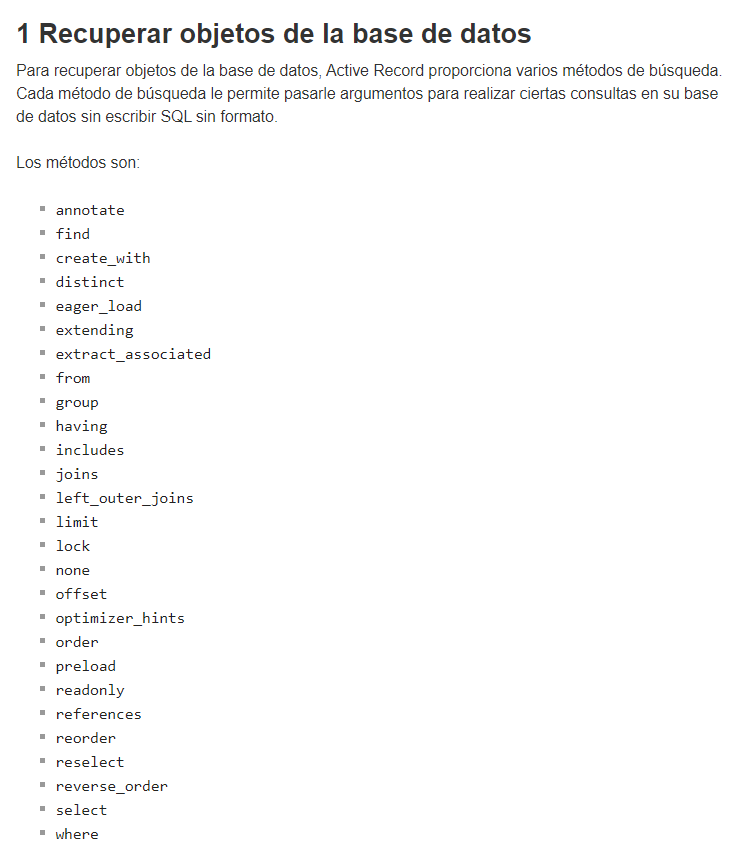 1 Recuperar objetos de la base de datos
Para recuperar objetos de la base de datos, Active Record proporciona varios métodos de búsqueda.
Cada método de búsqueda le permite pasarle argumentos para realizar ciertas consultas en su base
de datos sin escribir SQL sin formato.
Los métodos son:
annotate
find
create_with
distinct
eager_load
extending
extract_associated
from
group
having
includes
joins
left_outer_joins
limit
lock
none
offset
optimizer_hints
order
preload
readonly
references
reorder
reselect
reverse_order
select
where